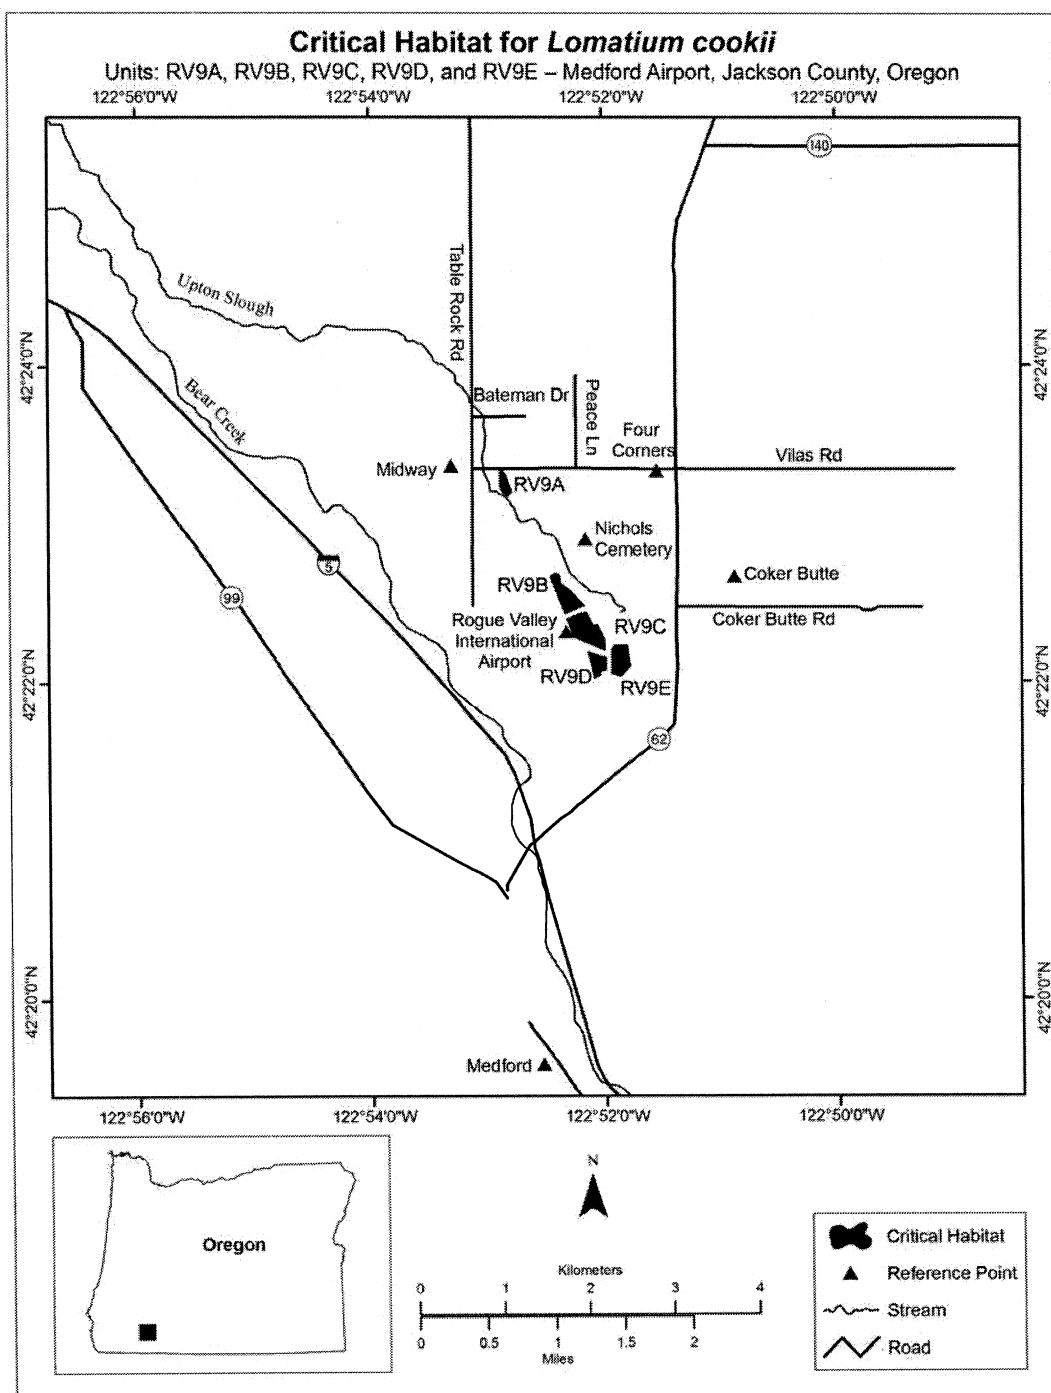 Critical Habitat for Lomatium cookii
Units: RV9A, RV9B, RV9C, RV9D, and RV9E – Medford Airport, Jackson County, Oregon
122°56'0"W
122°54'0"W
122°52'0"W
122°50'0"W
140
Table Rock Rd
Upton Slough
42°24'0"N
42°24'0"N
Bear Creek
Bateman Dr
Peace Ln
Four
Corners
Vilas Rd
Midway
RV9A
Nichols
Cemetery
5
99
RV9B
Coker Butte
Coker Butte Rd
Rogue Valley
International
Airport
RV9C
RV9D
RV9E
42°22'0"N
42°22'0"N
62
42°20'0"N
42°20'0"N
Medford
122°56'0"W
122°54'0"W
122°52'0"W
122°50'0"W
Oregon
N
Kilometers
0 1 2 3 4
0 0.5 1 1.5 2
Miles
Critical Habitat
Reference Point
Stream
Road